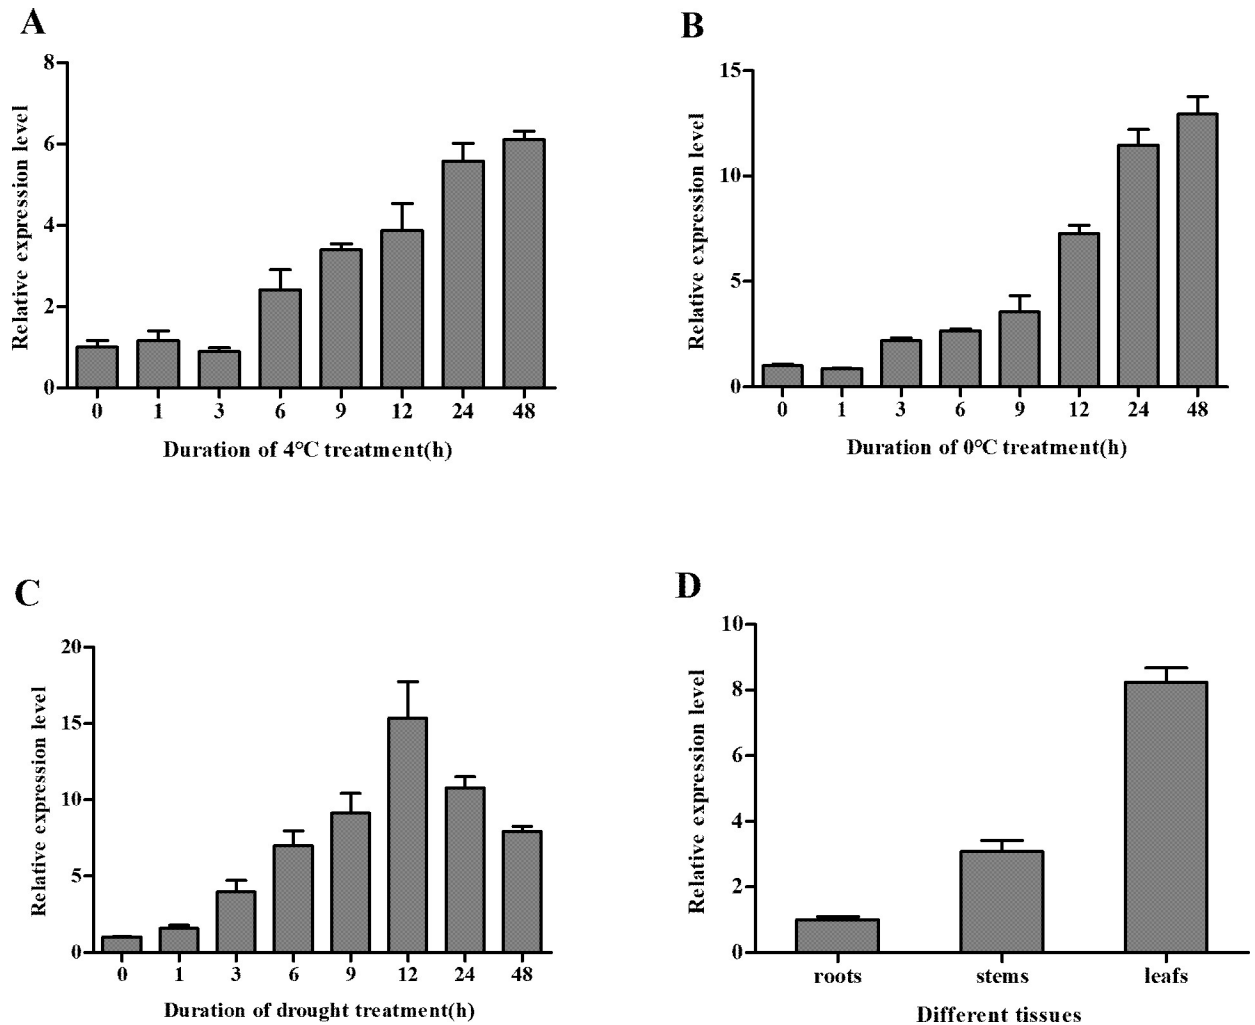 A
Relative expression level
8
6
4
2
0
0 1 3 6 9 12 24 48
Duration of 4°C treatment(h)
B
Relative expression level
15
10
5
0
0 1 3 6 9 12 24 48
Duration of 0°C treatment(h)
C
Relative expression level
20
15
10
5
0
0 1 3 6 9 12 24 48
Duration of drought treatment(h)
D
Relative expression level
10
8
6
4
2
0
roots stems leafs
Different tissues